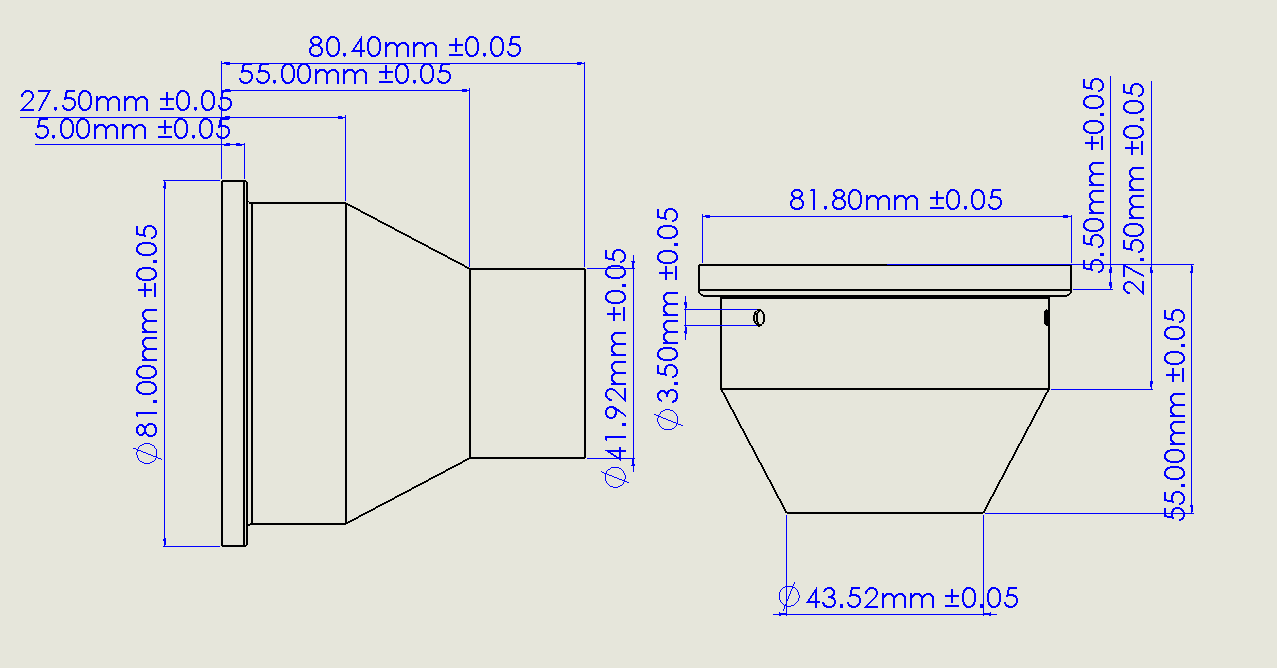 80.40mm ±0.05
55.00mm ±0.05
27.50mm ±0.05
5.00mm ±0.05
⌀81.00mm ±0.05
⌀41.92mm ±0.05
81.80mm ±0.05
⌀3.50mm ±0.05
5.50mm ±0.05
27.50mm ±0.05
55.00mm ±0.05
⌀43.52mm ±0.05